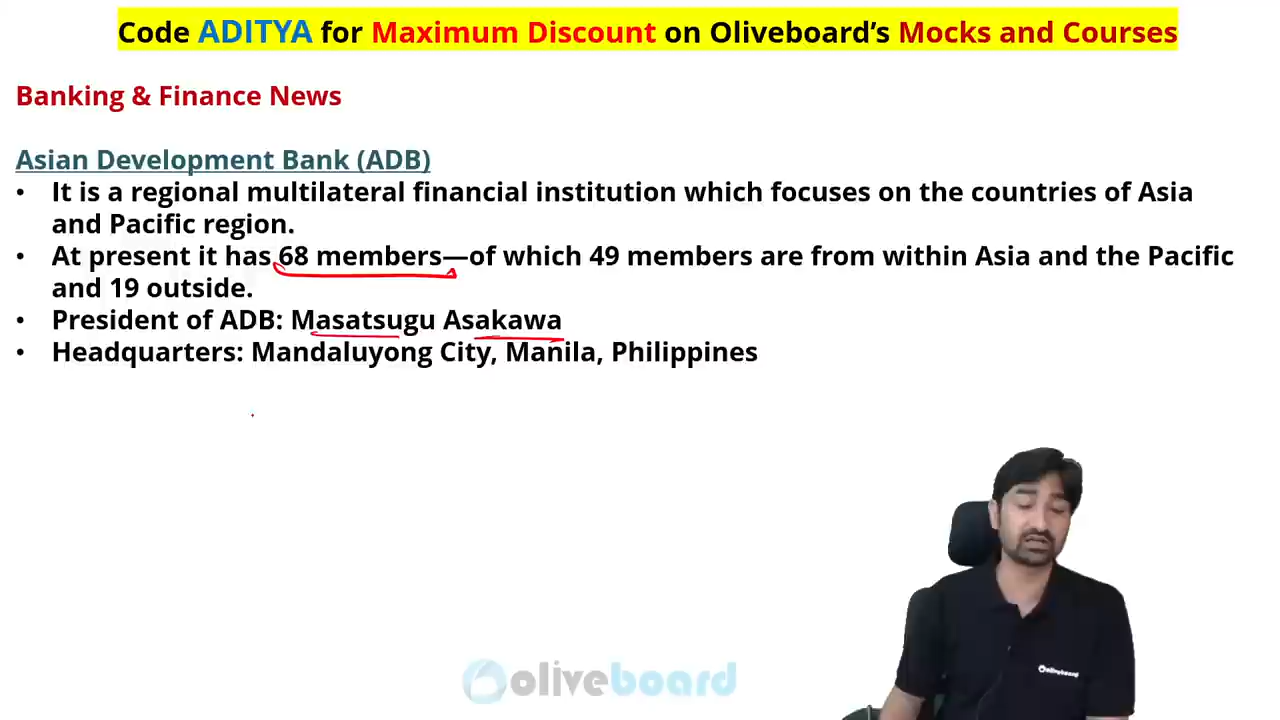 Code ADITYA for Maximum Discount on Oliveboard’s Mocks and Courses
Banking & Finance News
Asian Development Bank (ADB)
• It is a regional multilateral financial institution which focuses on the countries of Asia
and Pacific region.
• At present it has 68 members—of which 49 members are from within Asia and the Pacific
and 19 outside.
• President of ADB: Masatsugu Asakawa
• Headquarters: Mandaluyong City, Manila, Philippines
oliveboard
oliveboard